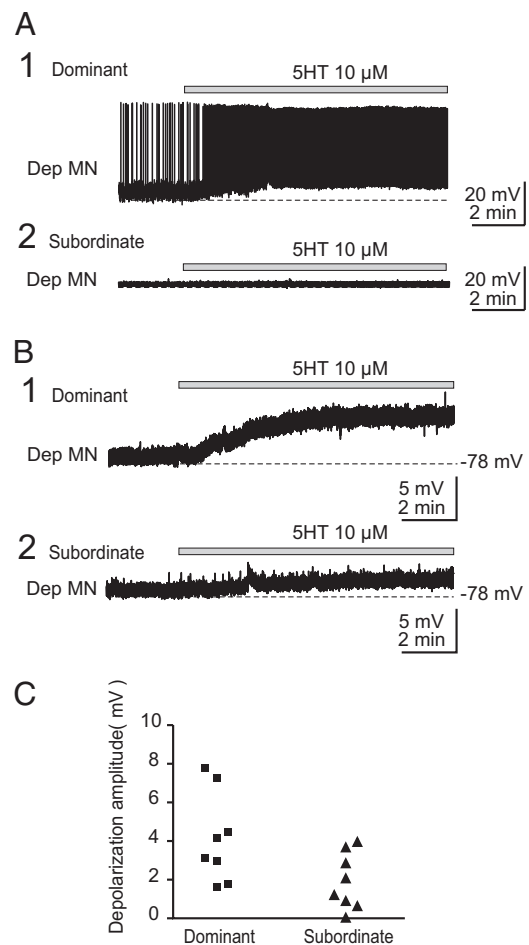 A
1 Dominant
5HT 10 µM
Dep MN
20 mV
2 min
2 Subordinate
5HT 10 µM
Dep MN
20 mV
2 min
B
1 Dominant
5HT 10 µM
Dep MN
-78 mV
5 mV
2 min
2 Subordinate
5HT 10 µM
Dep MN
-78 mV
5 mV
2 min
C
Depolarization amplitude( mV)
10
8
6
4
2
0
Dominant Subordinate